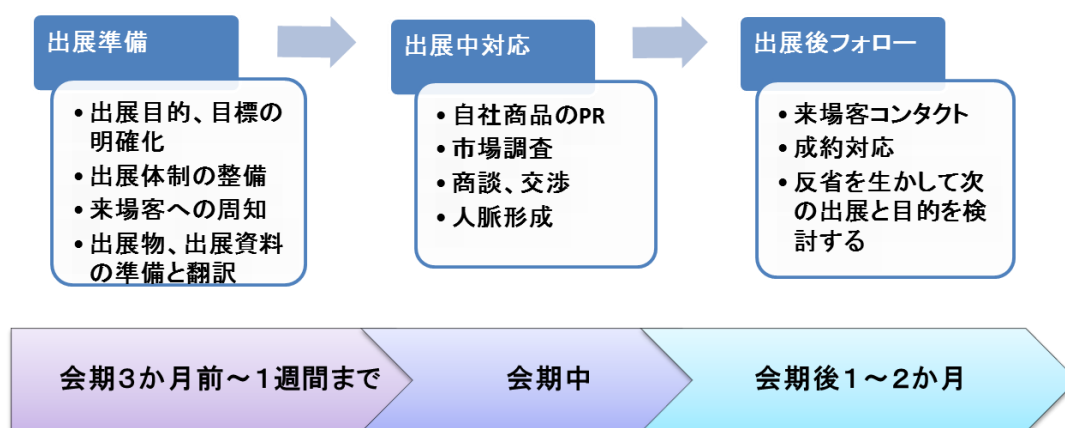 出展準備
• 出展目的、目標の
明確化
• 出展体制の整備
• 来場客への周知
• 出展物、出展資料
の準備と翻訳
出展中対応
• 自社商品のPR
• 市場調査
• 商談、交渉
• 人脈形成
出展後フォロー
• 来場客コンタクト
• 成約対応
• 反省を生かして次
の出展と目的を検
討する
会期３か月前～１週間まで
会期中
会期後１～２か月